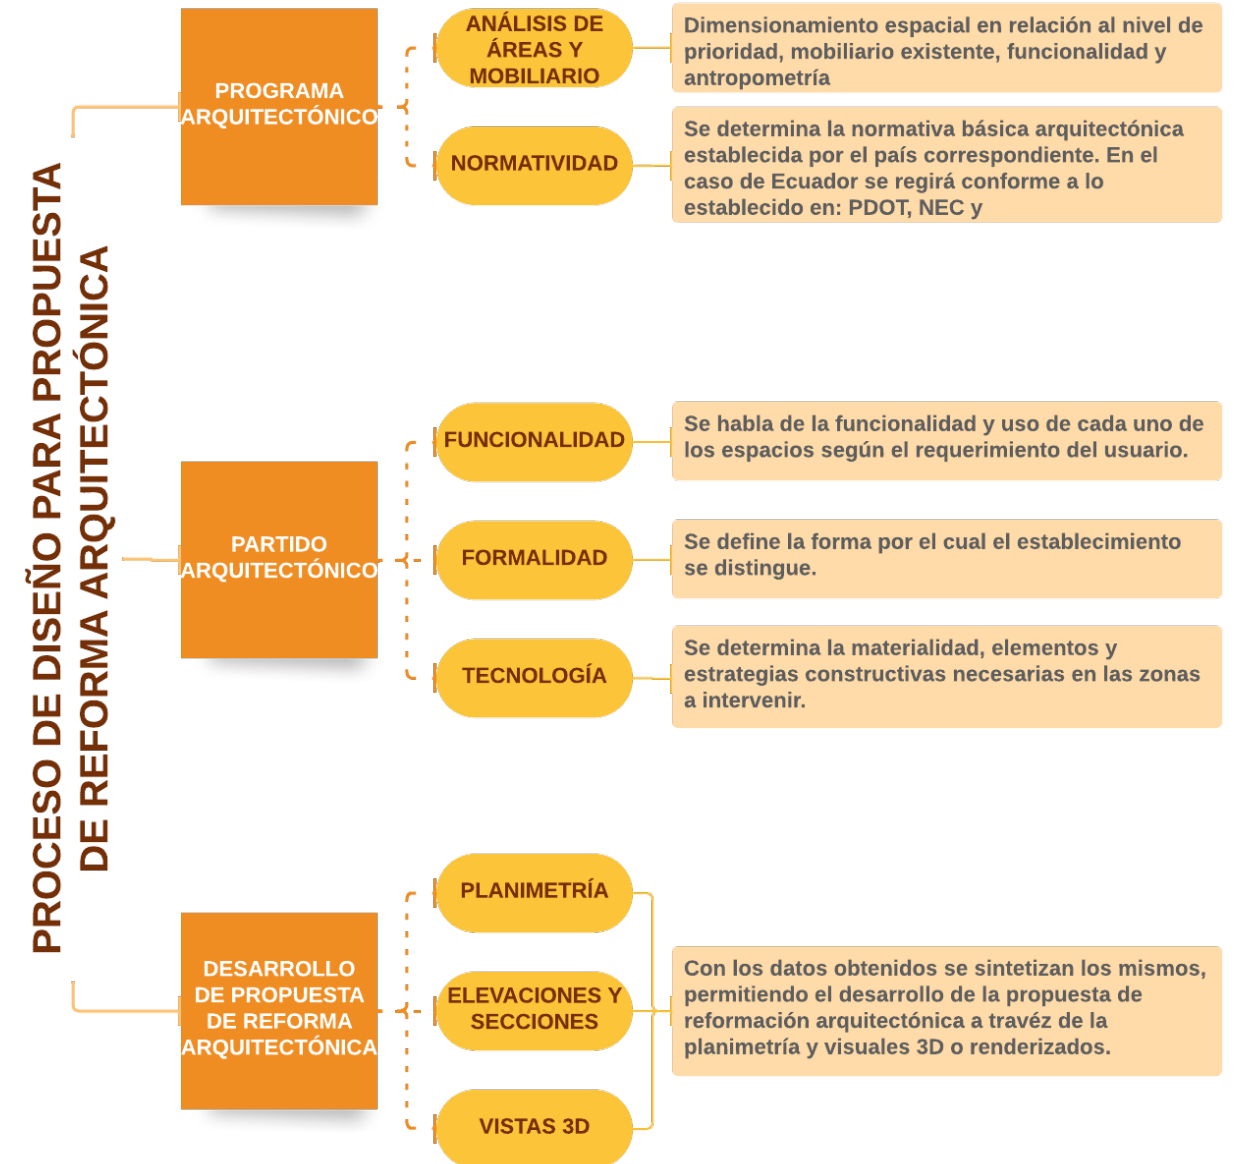 PROCESO DE DISEÑO PARA PROPUESTA
DE REFORMA ARQUITECTÓNICA
PROGRAMA
ARQUITECTÓNICO
ANÁLISIS DE
ÁREAS Y
MOBILIARIO
Dimensionamiento espacial en relación al nivel de
prioridad, mobiliario existente, funcionalidad y
antropometría
NORMATIVIDAD
Se determina la normativa básica arquitectónica
establecida por el país correspondiente. En el
caso de Ecuador se regirá conforme a lo
establecido en: PDOT, NEC y
PARTIDO
ARQUITECTÓNICO
FUNCIONALIDAD
Se habla de la funcionalidad y uso de cada uno de
los espacios según el requerimiento del usuario.
FORMALIDAD
Se define la forma por el cual el establecimiento
se distingue.
TECNOLOGÍA
Se determina la materialidad, elementos y
estrategias constructivas necesarias en las zonas
a intervenir.
DESARROLLO
DE PROPUESTA
DE REFORMA
ARQUITECTÓNICA
PLANIMETRÍA
ELEVACIONES Y
SECCIONES
VISTAS 3D
Con los datos obtenidos se sintetizan los mismos,
permitiendo el desarrollo de la propuesta de
reformación arquitectónica a travéz de la
planimetría y visuales 3D o renderizados.